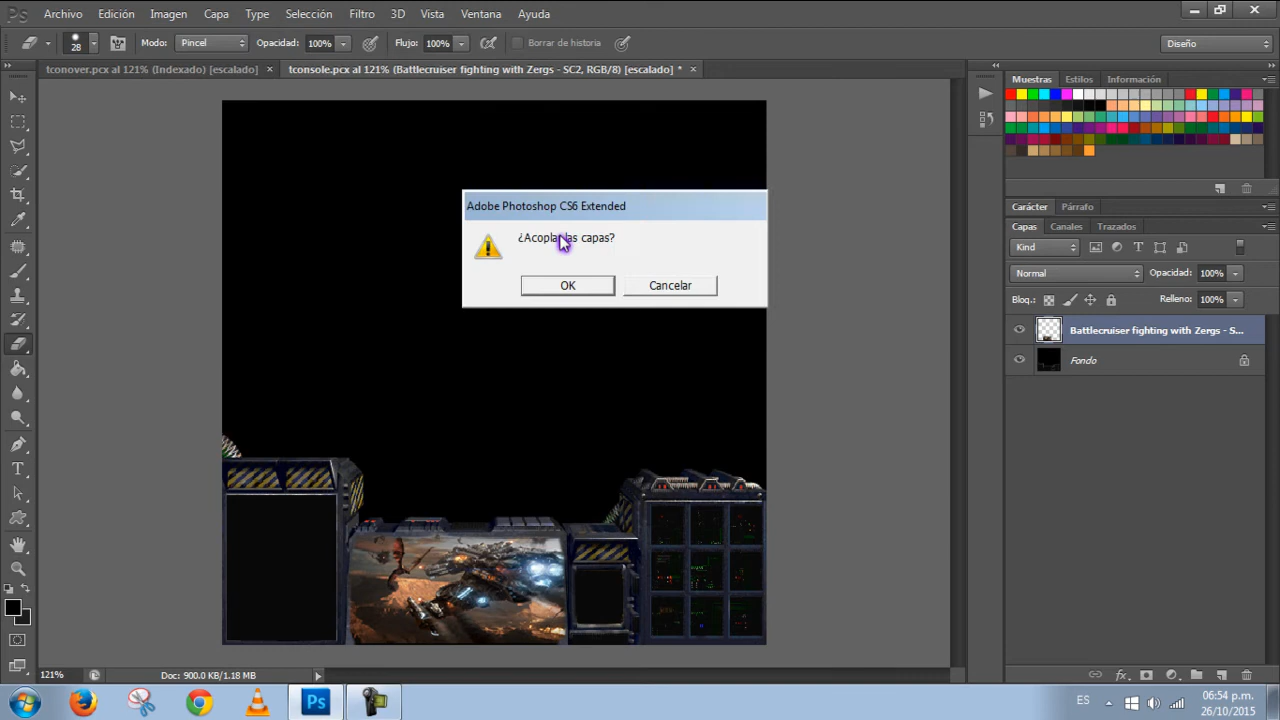 Ps Archivo Edición Imagen Capa Type Selección Filtro 3D Vista Ventana Ayuda
28 Modo: Pincel Opacidad: 100% Flujo: 100% Borrar de historia Diseño
tconover.pcx al 121% (Indexado) [escalado] × tconsole.pcx al 121% (Battlecruiser fighting with Zergs - SC2, RGB/8) [escalado] * ×
Muestras Estilos Información
Adobe Photoshop CS6 Extended
¿Acoplar las capas?
OK Cancelar
Carácter Párrafo
Capas Canales Trazados
Kind
Normal Opacidad: 100%
Bloq.: Relleno: 100%
Battlecruiser fighting with Zergs - S...
Fondo
121% Doc: 900.0 KB/1.18 MB
Ps ES 06:54 p.m.
26/10/2015